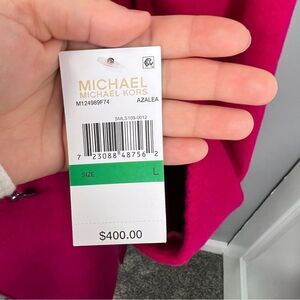 MICHAEL
MICHAEL KORS
M124989F74 AZALEA
7 23088 48756 2
SIZE L
$400.00